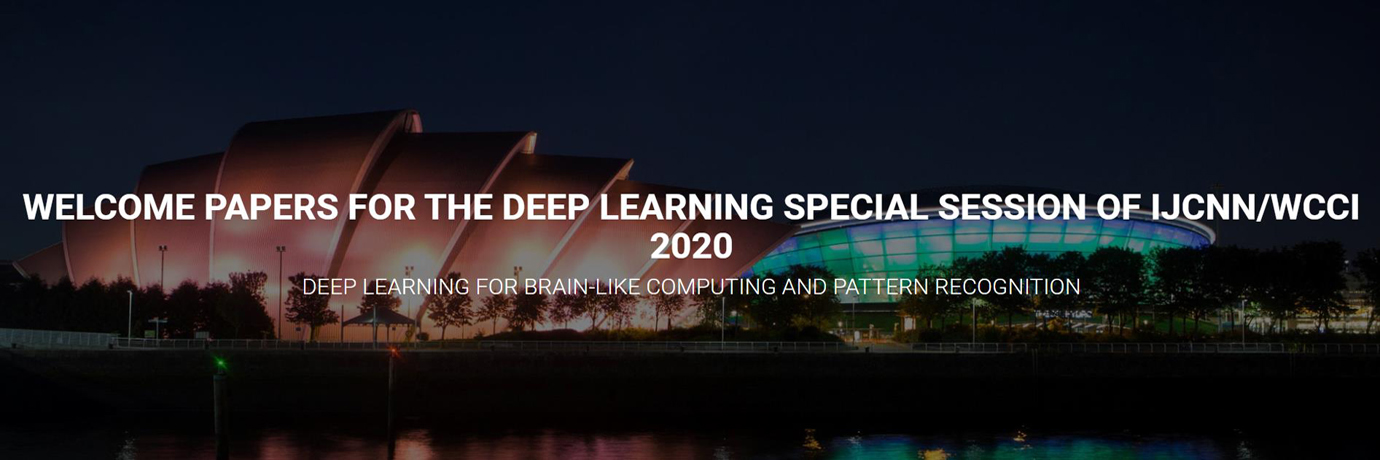 WELCOME PAPERS FOR THE DEEP LEARNING SPECIAL SESSION OF IJCNN/WCCI
2020
DEEP LEARNING FOR BRAIN-LIKE COMPUTING AND PATTERN RECOGNITION